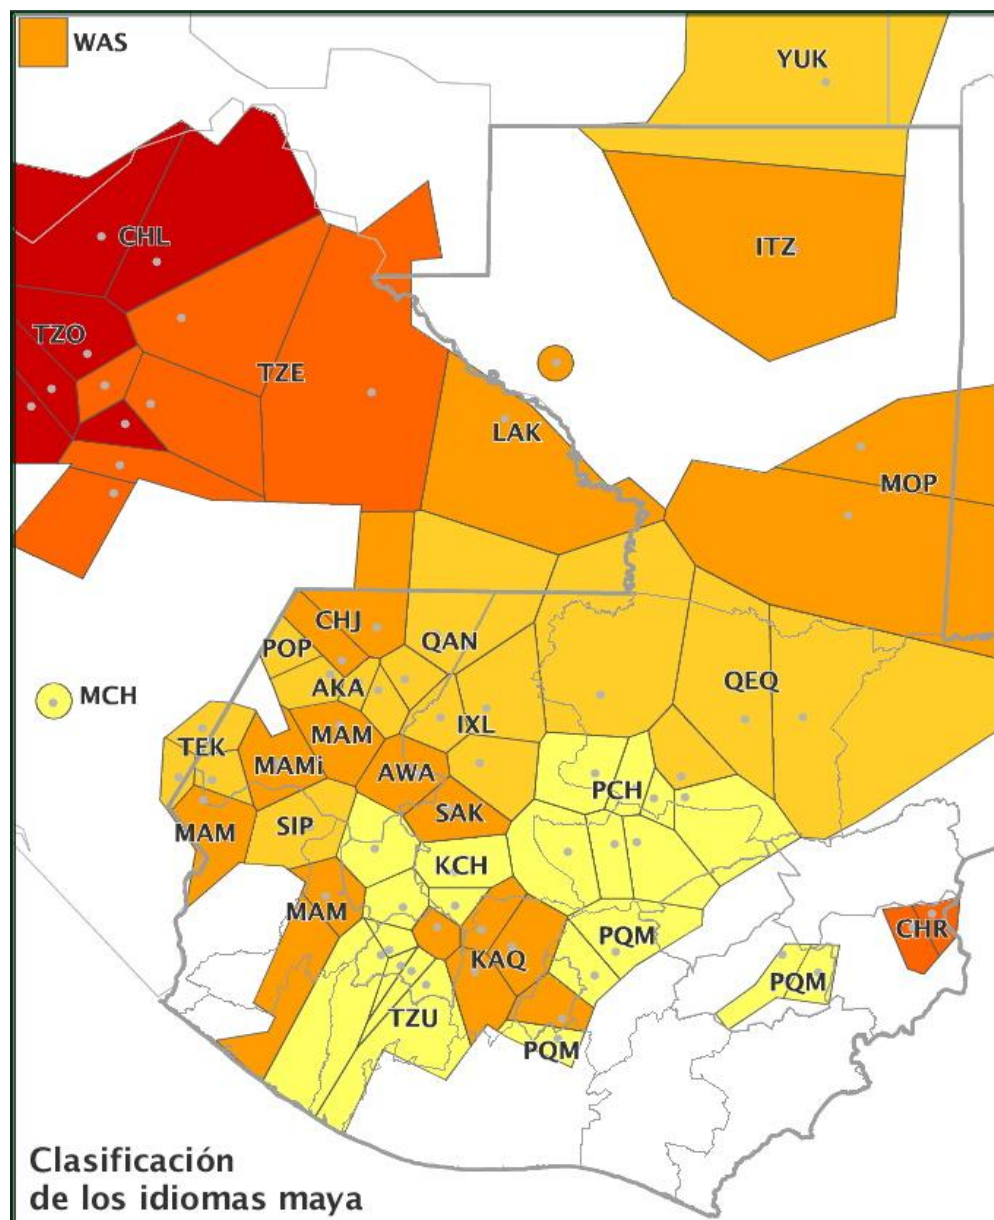 WAS
YUK
CHL
ITZ
TZO
TZE
LAK
MOP
CHJ
POP
QAN
AKA
QEQ
MCH
IXL
TEK
MAM
MAMi
AWA
PCH
SAK
MAM
SIP
KCH
MAM
CHR
PQM
KAQ
PQM
TZU
PQM
Clasificación
de los idiomas maya